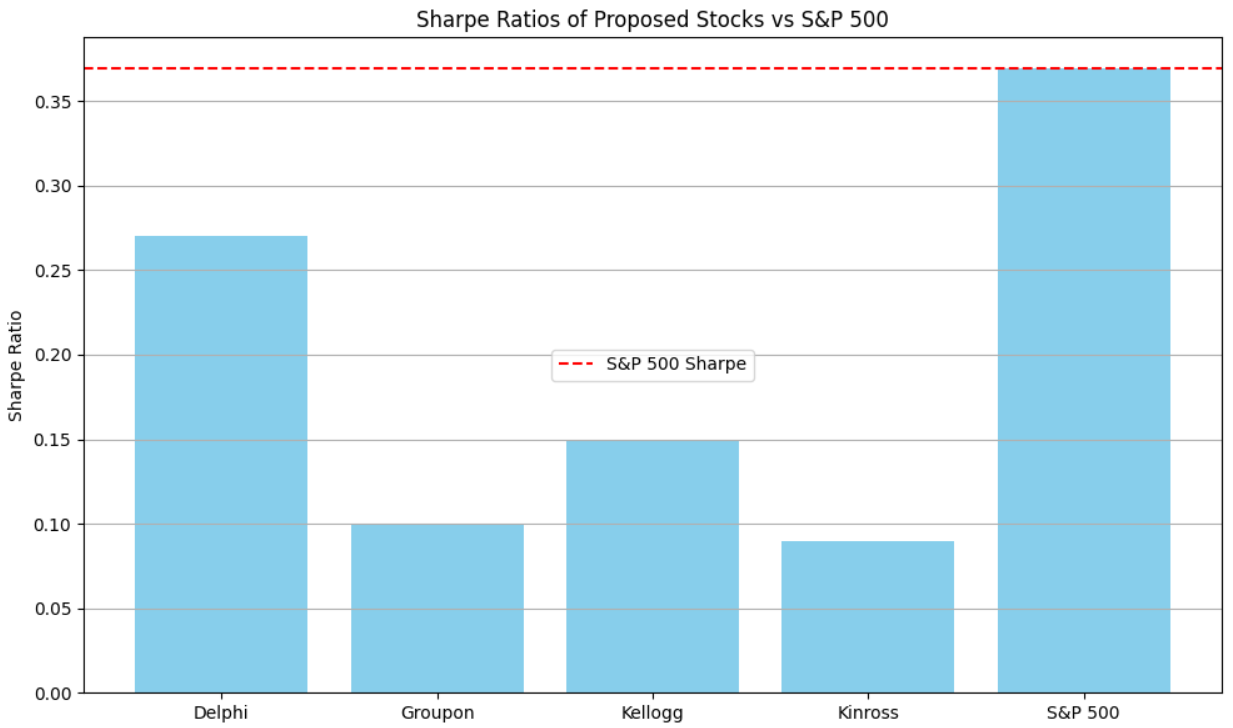 Sharpe Ratios of Proposed Stocks vs S&P 500
Sharpe Ratio
0.35
0.30
0.25
0.20
0.15
0.10
0.05
0.00
S&P 500 Sharpe
Delphi
Groupon
Kellogg
Kinross
S&P 500